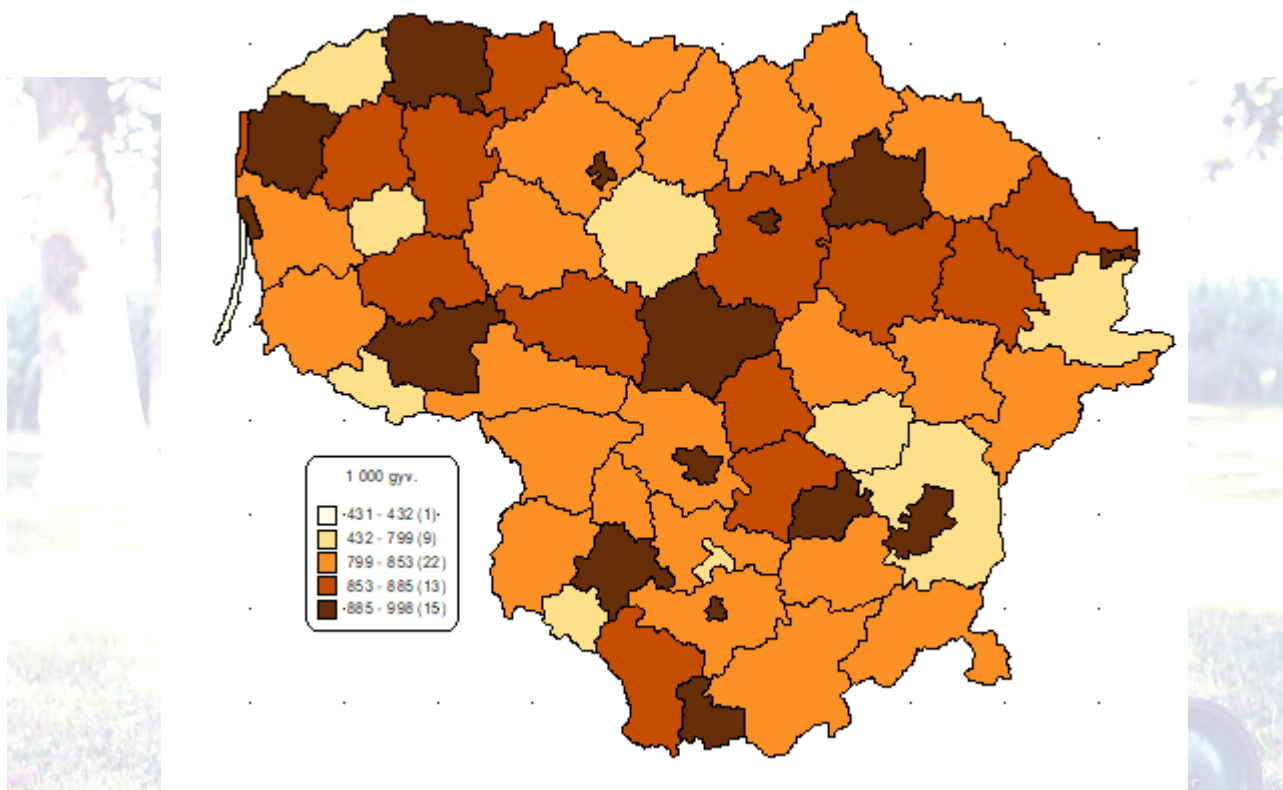 1 000 gyv.
431 - 432 (1)
432 - 799 (9)
799 - 853 (22)
853 - 885 (13)
885 - 998 (15)